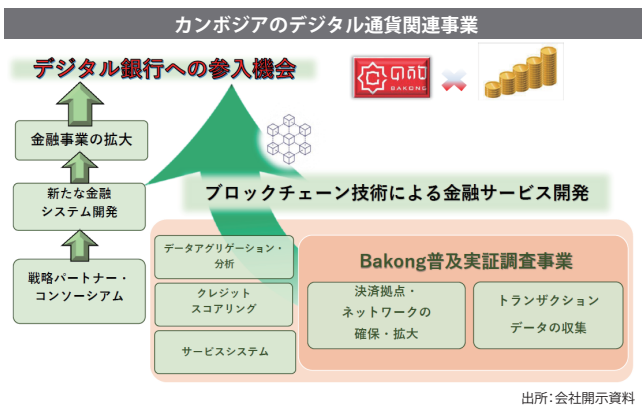 カンボジアのデジタル通貨関連事業
デジタル銀行への参入機会
បាគង
BAKONG
金融事業の拡大
新たな金融
システム開発
戦略パートナー・
コンソーシアム
ブロックチェーン技術による金融サービス開発
データアグリゲーション・
分析
クレジット
スコアリング
サービスシステム
Bakong普及実証調査事業
決済拠点・
ネットワークの
確保・拡大
トランザクション
データの収集
出所：会社開示資料